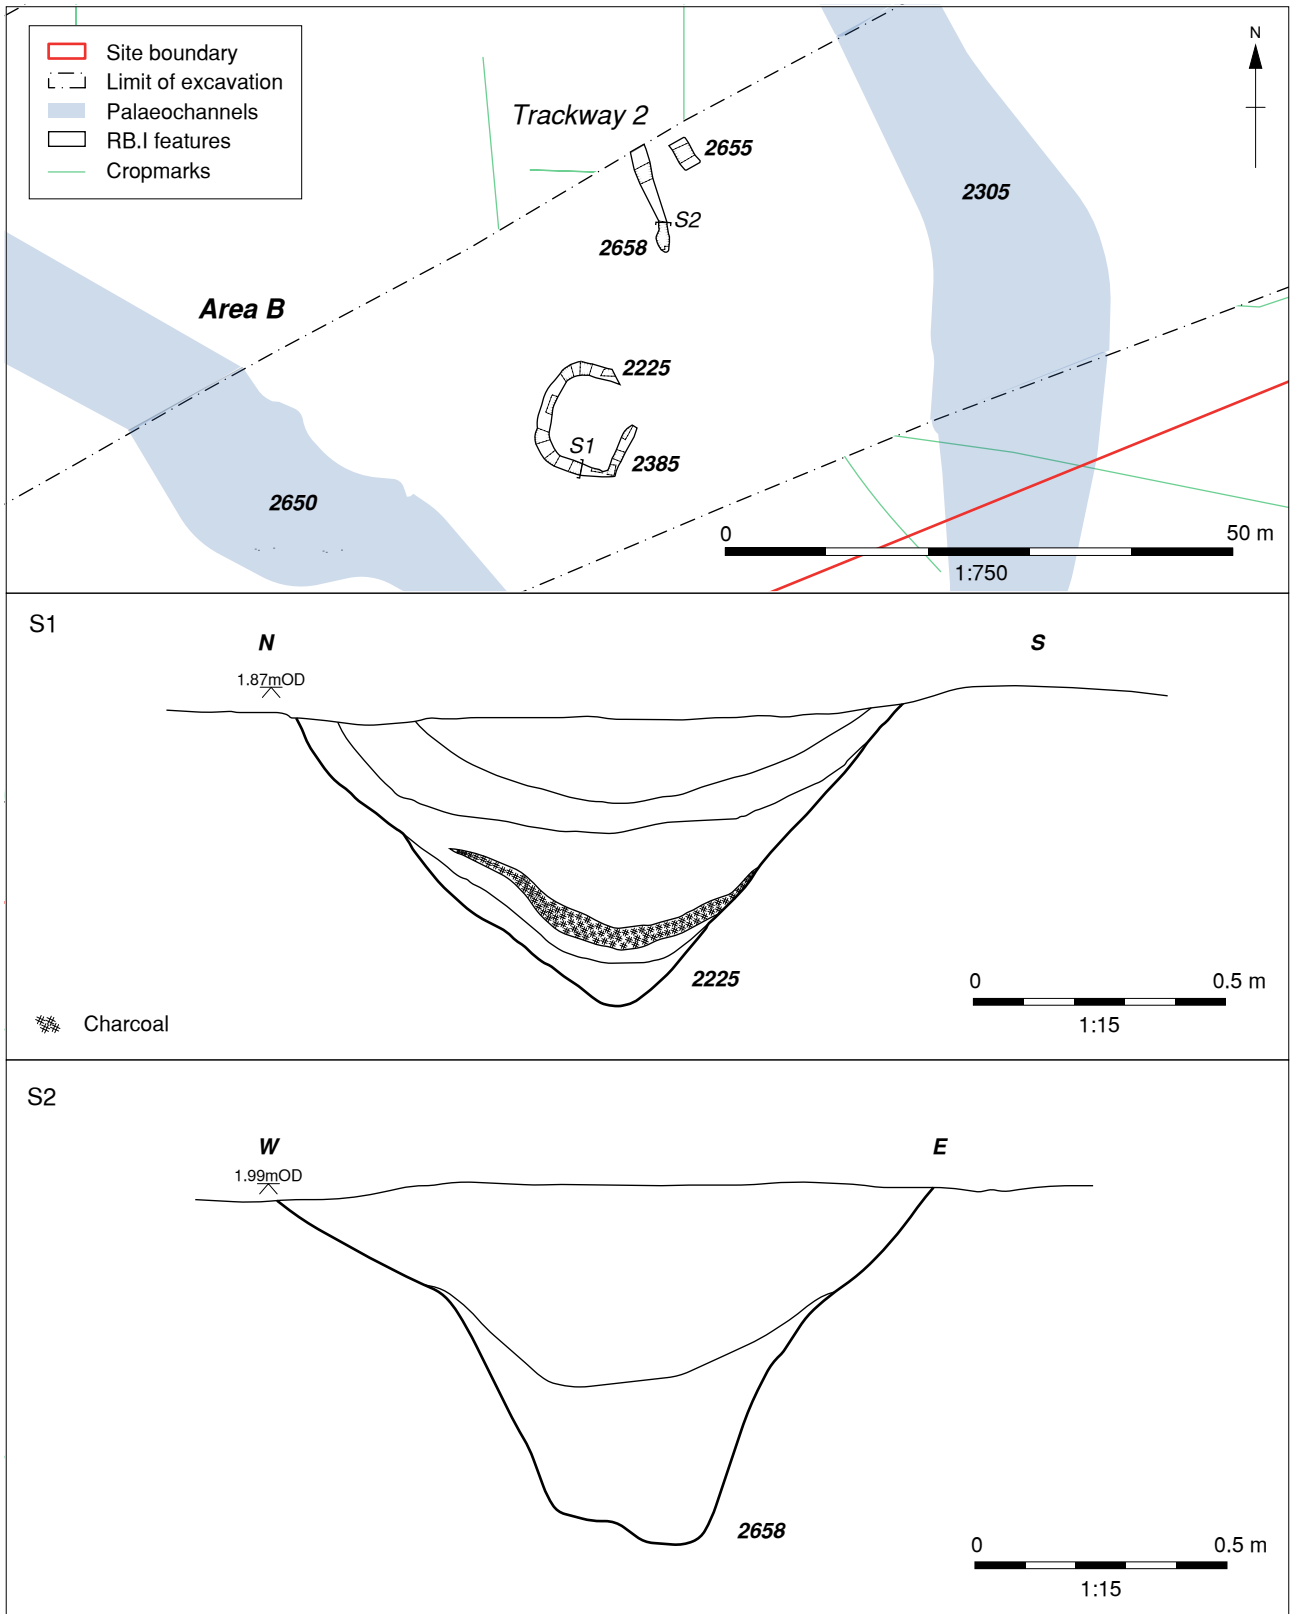 Site boundary
Limit of excavation
Palaeochannels
RB.I features
Cropmarks
N
Trackway 2
2655
2305
S2
2658
Area B
2225
S1
2385
2650
0 50 m
1:750
S1
N S
1.87mOD
2225
0 0.5 m
1:15
Charcoal
S2
W E
1.99mOD
2658
0 0.5 m
1:15